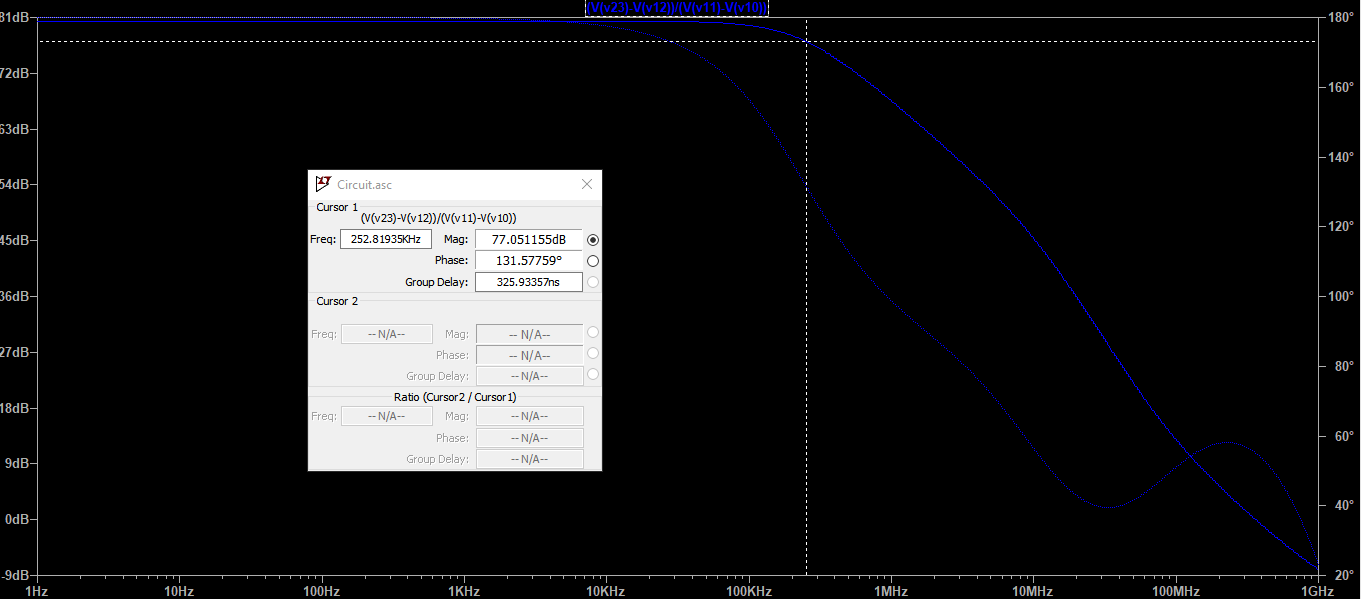 (V(v23)-V(v12))/(V(v11)-V(v10))
81dB
72dB
63dB
54dB
45dB
36dB
27dB
18dB
9dB
0dB
-9dB
180°
160°
140°
120°
100°
80°
60°
40°
20°
Circuit.asc
Cursor 1
(V(v23)-V(v12))/(V(v11)-V(v10))
Freq: 252.81935KHz Mag: 77.051155dB
Phase: 131.57759°
Group Delay: 325.93357ns
Cursor 2
Freq: -- N/A-- Mag: -- N/A--
Phase: -- N/A--
Group Delay: -- N/A--
Ratio (Cursor2 / Cursor1)
Freq: -- N/A-- Mag: -- N/A--
Phase: -- N/A--
Group Delay: -- N/A--
1Hz 10Hz 100Hz 1KHz 10KHz 100KHz 1MHz 10MHz 100MHz 1GHz